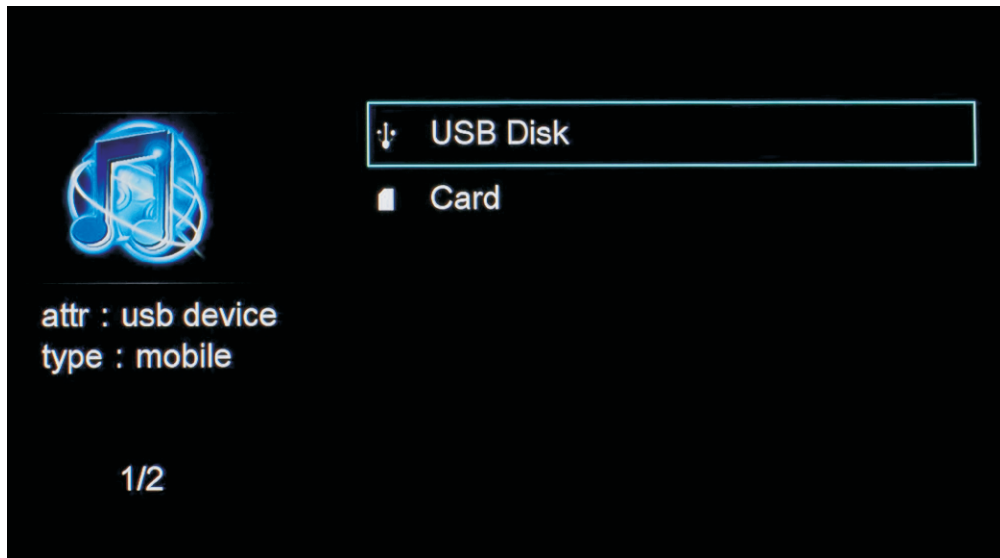 USB Disk
Card
attr : usb device
type : mobile
1/2